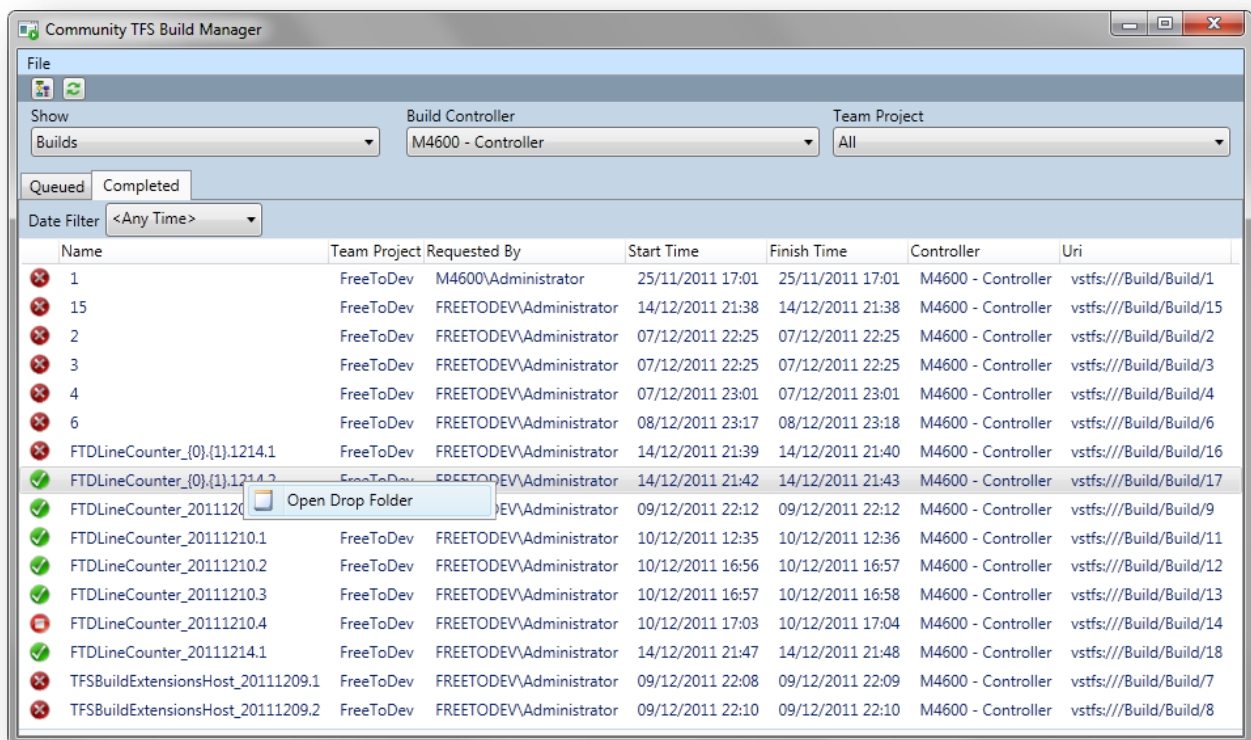 Community TFS Build Manager
File
Show Build Controller Team Project
Builds M4600 - Controller All
Queued Completed
Date Filter <Any Time>
Name Team Project Requested By Start Time Finish Time Controller Uri
1 FreeToDev M4600\Administrator 25/11/2011 17:01 25/11/2011 17:01 M4600 - Controller vstfs:///Build/Build/1
15 FreeToDev FREETODEV\Administrator 14/12/2011 21:38 14/12/2011 21:38 M4600 - Controller vstfs:///Build/Build/15
2 FreeToDev FREETODEV\Administrator 07/12/2011 22:25 07/12/2011 22:25 M4600 - Controller vstfs:///Build/Build/2
3 FreeToDev FREETODEV\Administrator 07/12/2011 22:25 07/12/2011 22:25 M4600 - Controller vstfs:///Build/Build/3
4 FreeToDev FREETODEV\Administrator 07/12/2011 23:01 07/12/2011 23:01 M4600 - Controller vstfs:///Build/Build/4
6 FreeToDev FREETODEV\Administrator 08/12/2011 23:17 08/12/2011 23:18 M4600 - Controller vstfs:///Build/Build/6
FTDLineCounter_{0}.{1}.1214.1 FreeToDev FREETODEV\Administrator 14/12/2011 21:39 14/12/2011 21:40 M4600 - Controller vstfs:///Build/Build/16
FTDLineCounter_{0}.{1}.1214.2 FreeToDev FREETODEV\Administrator 14/12/2011 21:42 14/12/2011 21:43 M4600 - Controller vstfs:///Build/Build/17
Open Drop Folder
FTDLineCounter_2011120 DEV\Administrator 09/12/2011 22:12 09/12/2011 22:12 M4600 - Controller vstfs:///Build/Build/9
FTDLineCounter_20111210.1 FreeToDev FREETODEV\Administrator 10/12/2011 12:35 10/12/2011 12:36 M4600 - Controller vstfs:///Build/Build/11
FTDLineCounter_20111210.2 FreeToDev FREETODEV\Administrator 10/12/2011 16:56 10/12/2011 16:57 M4600 - Controller vstfs:///Build/Build/12
FTDLineCounter_20111210.3 FreeToDev FREETODEV\Administrator 10/12/2011 16:57 10/12/2011 16:58 M4600 - Controller vstfs:///Build/Build/13
FTDLineCounter_20111210.4 FreeToDev FREETODEV\Administrator 10/12/2011 17:03 10/12/2011 17:04 M4600 - Controller vstfs:///Build/Build/14
FTDLineCounter_20111214.1 FreeToDev FREETODEV\Administrator 14/12/2011 21:47 14/12/2011 21:48 M4600 - Controller vstfs:///Build/Build/18
TFSBuildExtensionsHost_20111209.1 FreeToDev FREETODEV\Administrator 09/12/2011 22:08 09/12/2011 22:09 M4600 - Controller vstfs:///Build/Build/7
TFSBuildExtensionsHost_20111209.2 FreeToDev FREETODEV\Administrator 09/12/2011 22:10 09/12/2011 22:10 M4600 - Controller vstfs:///Build/Build/8